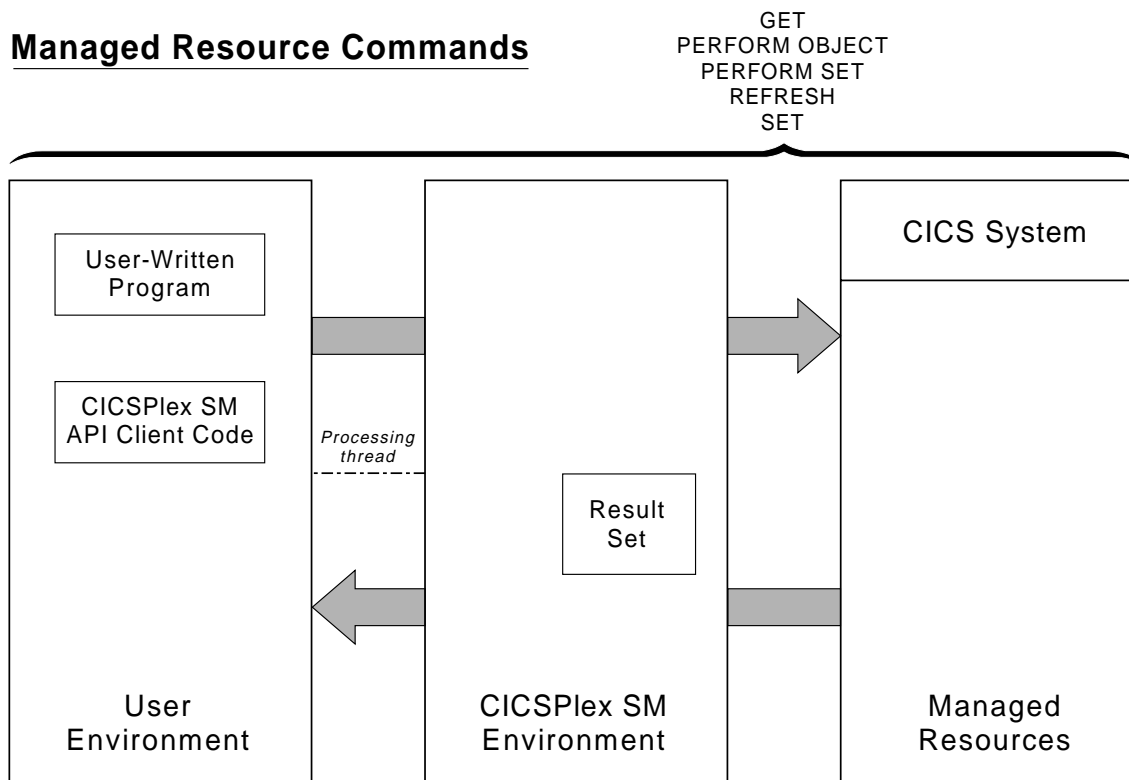 Managed Resource Commands
GET
PERFORM OBJECT
PERFORM SET
REFRESH
SET
User-Written
Program
CICSPlex SM
API Client Code
Processing
thread
Result
Set
CICS System
User
Environment
CICSPlex SM
Environment
Managed
Resources